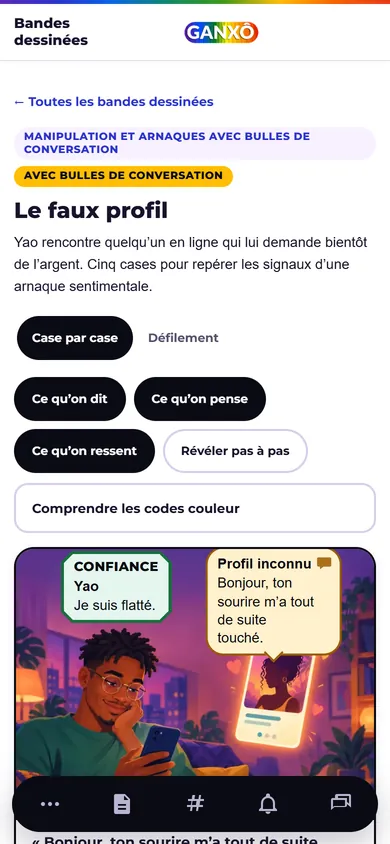 Bandes
dessinées
GANXÔ
← Toutes les bandes dessinées
MANIPULATION ET ARNAQUES AVEC BULLES DE
CONVERSATION
AVEC BULLES DE CONVERSATION
Le faux profil
Yao rencontre quelqu’un en ligne qui lui demande bientôt
de l’argent. Cinq cases pour repérer les signaux d’une
arnaque sentimentale.
Case par case
Défilement
Ce qu’on dit
Ce qu’on pense
Ce qu’on ressent
Révéler pas à pas
Comprendre les codes couleur
CONFIANCE
Yao
Je suis flatté.
Profil inconnu
Bonjour, ton
sourire m’a tout
de suite
touché.
« Bonjour, ton sourire m’a tout de suite